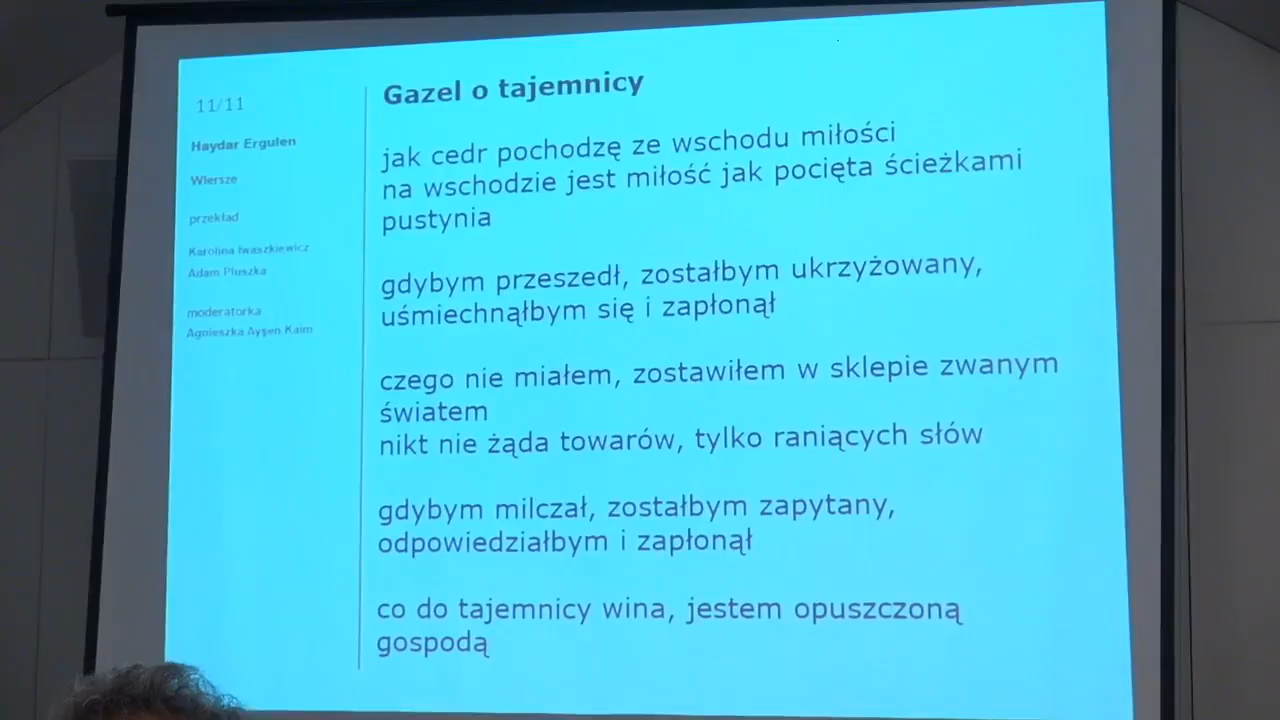 11/11
Haydar Ergulen
Wiersze
przekład
Karolina Iwaszkiewicz
Adam Pluszka
moderatorka
Agnieszka Ayşen Kaim
Gazel o tajemnicy
jak cedr pochodzę ze wschodu miłości
na wschodzie jest miłość jak pocięta ścieżkami
pustynia
gdybym przeszedł, zostałbym ukrzyżowany,
uśmiechnąłbym się i zapłonął
czego nie miałem, zostawiłem w sklepie zwanym
światem
nikt nie żąda towarów, tylko raniących słów
gdybym milczał, zostałbym zapytany,
odpowiedziałbym i zapłonął
co do tajemnicy wina, jestem opuszczoną
gospodą